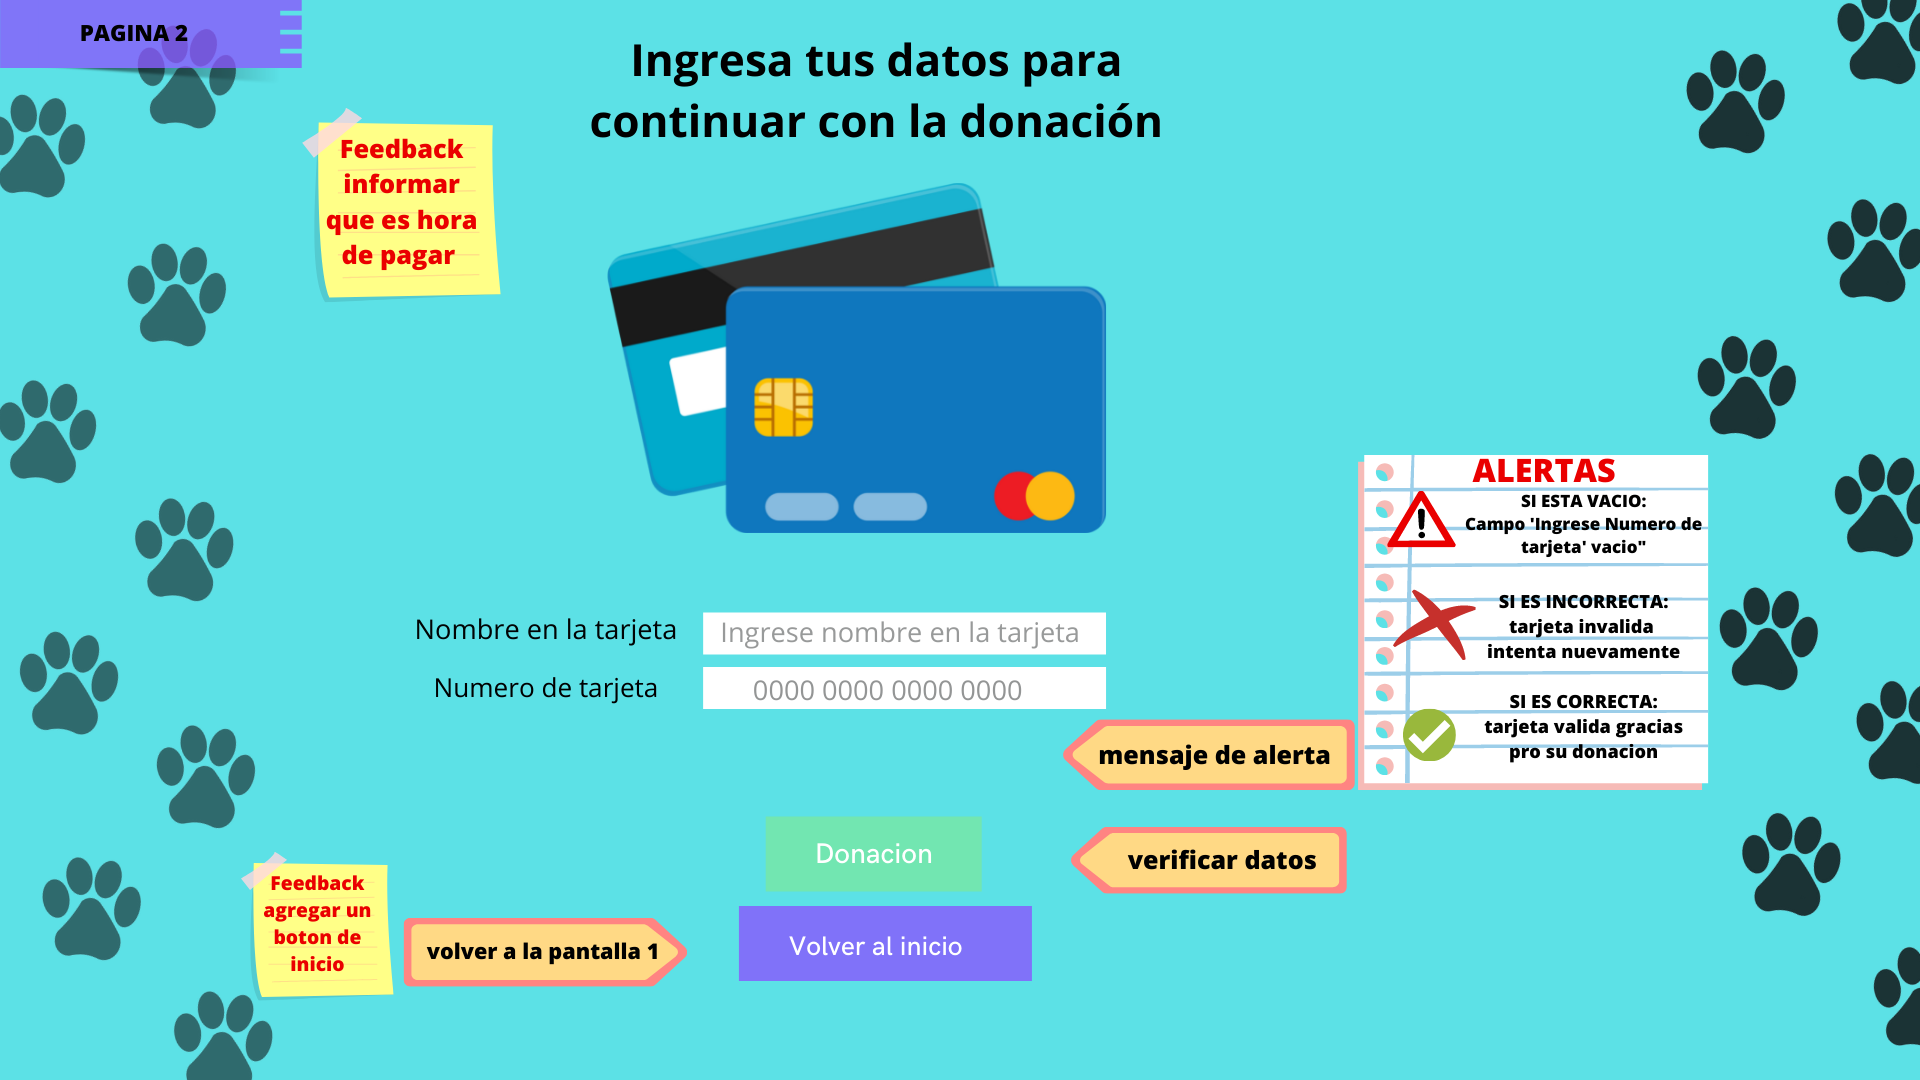 PAGINA 2
Ingresa tus datos para
continuar con la donación
Feedback
informar
que es hora
de pagar
ALERTAS
SI ESTA VACIO:
Campo 'Ingrese Numero de
tarjeta' vacio"
SI ES INCORRECTA:
tarjeta invalida
intenta nuevamente
SI ES CORRECTA:
tarjeta valida gracias
pro su donacion
Nombre en la tarjeta
Ingrese nombre en la tarjeta
Numero de tarjeta
0000 0000 0000 0000
mensaje de alerta
Donacion
verificar datos
Feedback
agregar un
boton de
inicio
volver a la pantalla 1
Volver al inicio